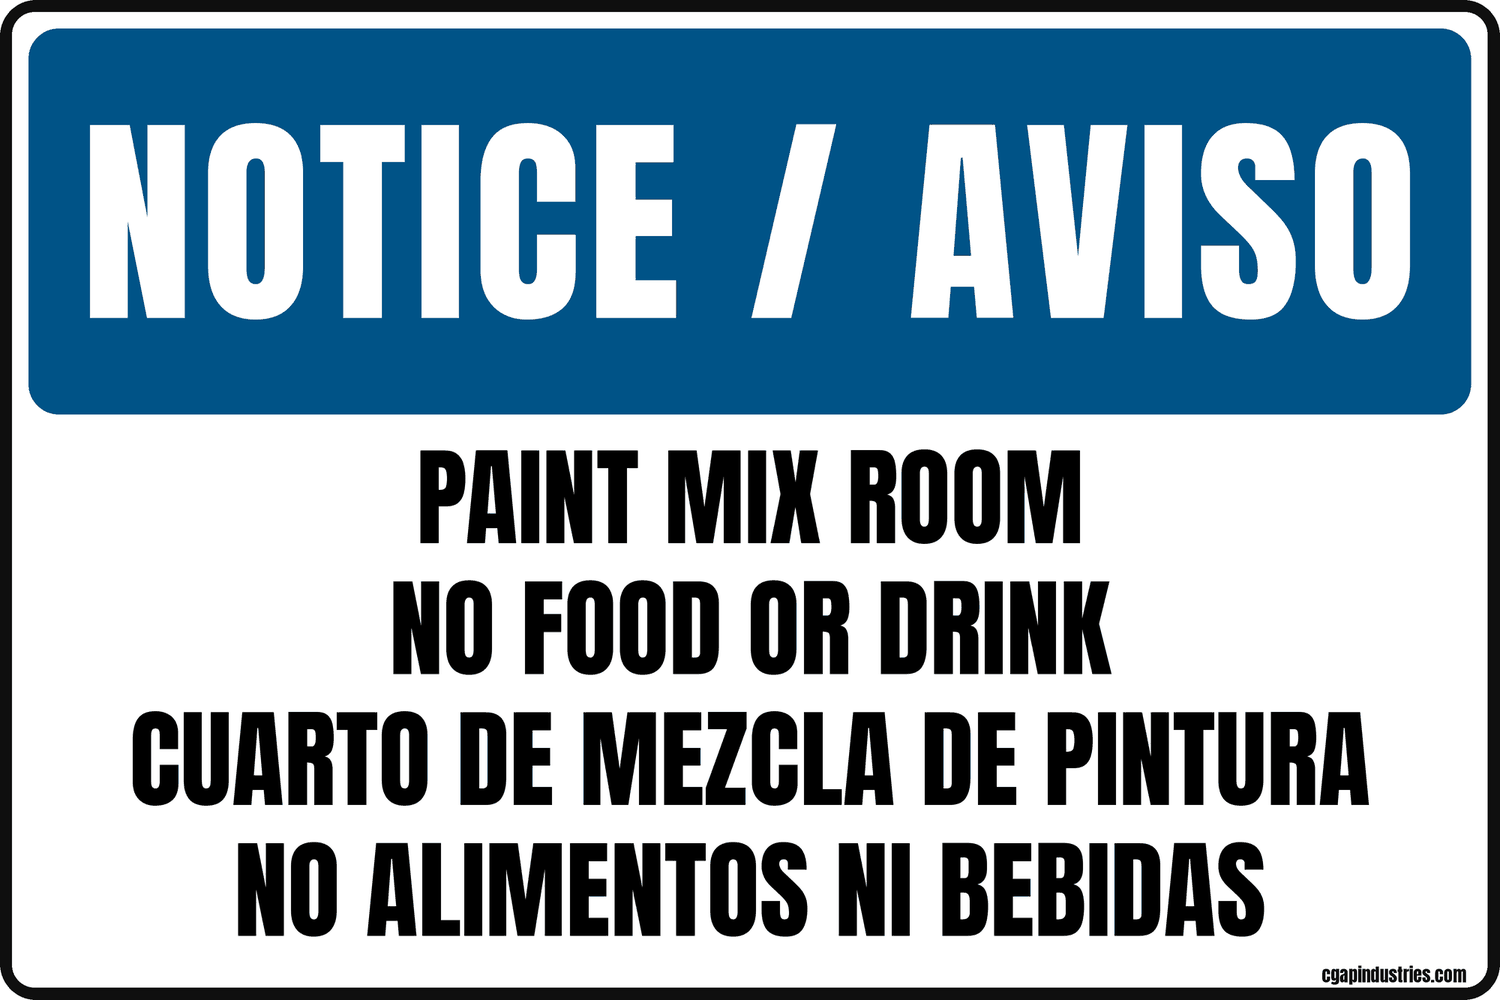 NOTICE / AVISO
PAINT MIX ROOM
NO FOOD OR DRINK
CUARTO DE MEZCLA DE PINTURA
NO ALIMENTOS NI BEBIDAS
cgapindustries.com